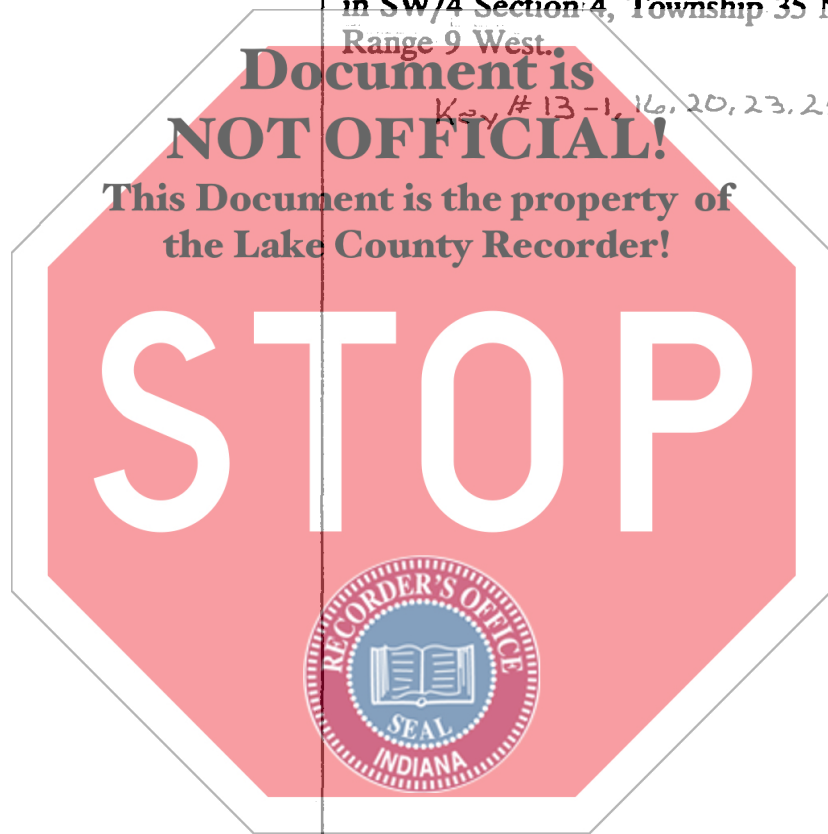 in SW/4 Section 4, Township 35 N
Range 9 West.
Key # 13-1, 16, 20, 23, 2
Document is
NOT OFFICIAL!
This Document is the property of
the Lake County Recorder!
STOP
RECORDER'S OFFICE
SEAL
INDIANA